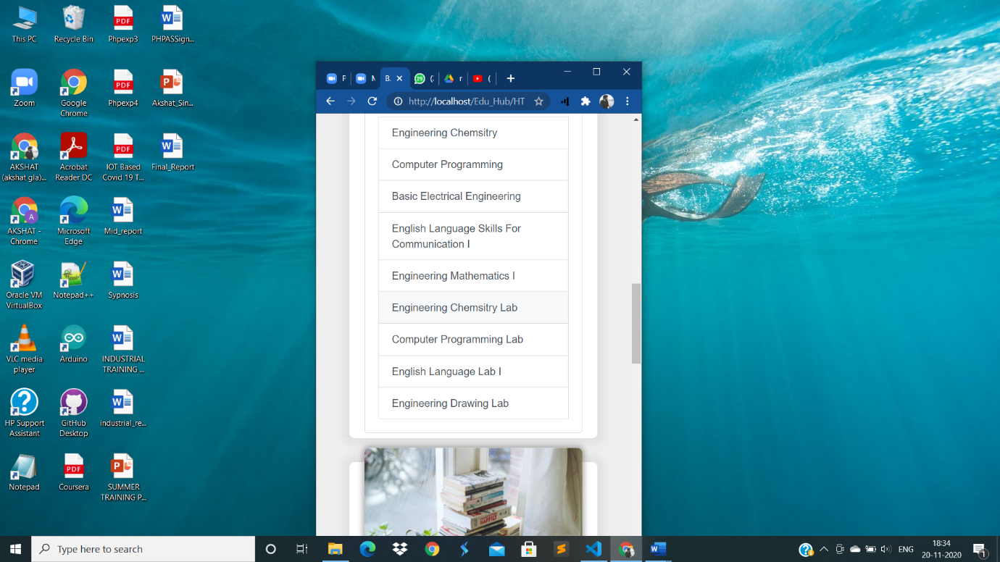 This PC
Recycle Bin
Phpexp3
PHPASSign...
Zoom
Google
Chrome
Phpexp4
Akshat_Sin...
AKSHAT
(akshat gla)...
Acrobat
Reader DC
IOT Based
Covid 19 T...
Final_Report
AKSHAT -
Chrome
Microsoft
Edge
Mid_report
Oracle VM
VirtualBox
Notepad++
Sypnosis
VLC media
player
Arduino
INDUSTRIAL
TRAINING ...
HP Support
Assistant
GitHub
Desktop
industrial_re...
Notepad
Coursera
SUMMER
TRAINING P...
http://localhost/Edu_Hub/HT
Engineering Chemsitry
Computer Programming
Basic Electrical Engineering
English Language Skills For
Communication I
Engineering Mathematics I
Engineering Chemsitry Lab
Computer Programming Lab
English Language Lab I
Engineering Drawing Lab
HAPPILY
Type here to search
ENG
18:34
20-11-2020
1